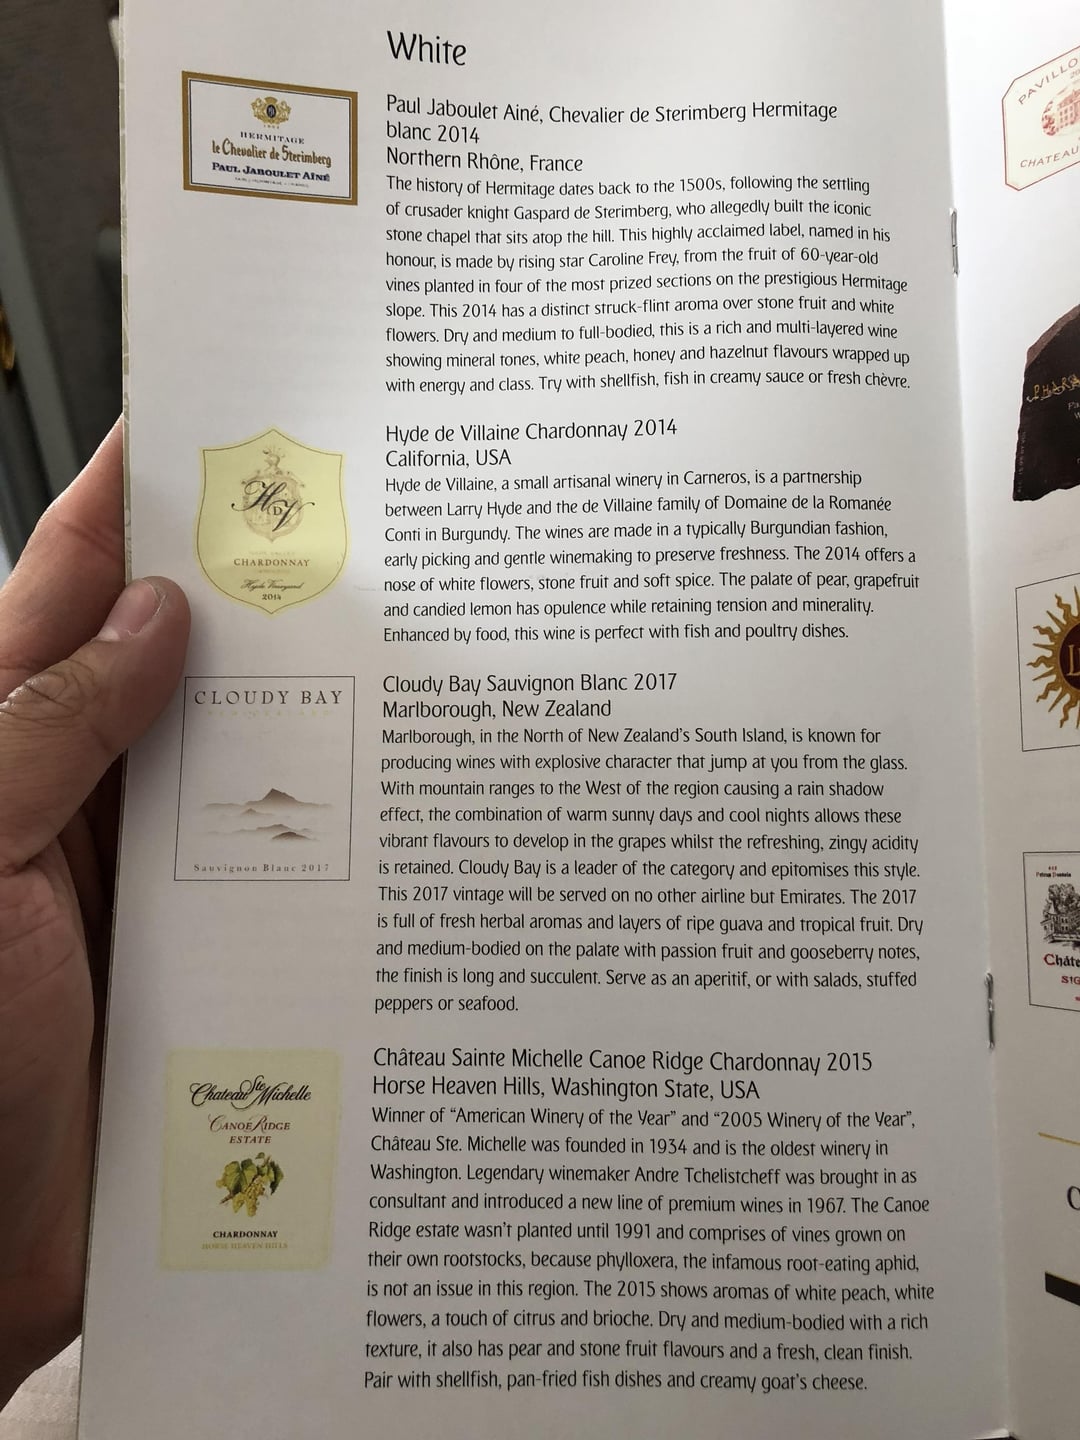 White
HERMITAGE
le Chevalier de Sterimberg
PAUL JABOULET AÎNÉ
Paul Jaboulet Ainé, Chevalier de Sterimberg Hermitage
blanc 2014
Northern Rhône, France
The history of Hermitage dates back to the 1500s, following the settling
of crusader knight Gaspard de Sterimberg, who allegedly built the iconic
stone chapel that sits atop the hill. This highly acclaimed label, named in his
honour, is made by rising star Caroline Frey, from the fruit of 60-year-old
vines planted in four of the most prized sections on the prestigious Hermitage
slope. This 2014 has a distinct struck-flint aroma over stone fruit and white
flowers. Dry and medium to full-bodied, this is a rich and multi-layered wine
showing mineral tones, white peach, honey and hazelnut flavours wrapped up
with energy and class. Try with shellfish, fish in creamy sauce or fresh chèvre.
HDV
CHARDONNAY
Hyde Vineyard
2014
Hyde de Villaine Chardonnay 2014
California, USA
Hyde de Villaine, a small artisanal winery in Carneros, is a partnership
between Larry Hyde and the de Villaine family of Domaine de la Romanée
Conti in Burgundy. The wines are made in a typically Burgundian fashion,
early picking and gentle winemaking to preserve freshness. The 2014 offers a
nose of white flowers, stone fruit and soft spice. The palate of pear, grapefruit
and candied lemon has opulence while retaining tension and minerality.
Enhanced by food, this wine is perfect with fish and poultry dishes.
CLOUDY BAY
Sauvignon Blanc 2017
Cloudy Bay Sauvignon Blanc 2017
Marlborough, New Zealand
Marlborough, in the North of New Zealand's South Island, is known for
producing wines with explosive character that jump at you from the glass.
With mountain ranges to the West of the region causing a rain shadow
effect, the combination of warm sunny days and cool nights allows these
vibrant flavours to develop in the grapes whilst the refreshing, zingy acidity
is retained. Cloudy Bay is a leader of the category and epitomises this style.
This 2017 vintage will be served on no other airline but Emirates. The 2017
is full of fresh herbal aromas and layers of ripe guava and tropical fruit. Dry
and medium-bodied on the palate with passion fruit and gooseberry notes,
the finish is long and succulent. Serve as an aperitif, or with salads, stuffed
peppers or seafood.
Chateau Ste Michelle
CANOE RIDGE
ESTATE
CHARDONNAY
HORSE HEAVEN HILLS
Château Sainte Michelle Canoe Ridge Chardonnay 2015
Horse Heaven Hills, Washington State, USA
Winner of “American Winery of the Year” and “2005 Winery of the Year”,
Château Ste. Michelle was founded in 1934 and is the oldest winery in
Washington. Legendary winemaker Andre Tchelistcheff was brought in as
consultant and introduced a new line of premium wines in 1967. The Canoe
Ridge estate wasn't planted until 1991 and comprises of vines grown on
their own rootstocks, because phylloxera, the infamous root-eating aphid,
is not an issue in this region. The 2015 shows aromas of white peach, white
flowers, a touch of citrus and brioche. Dry and medium-bodied with a rich
texture, it also has pear and stone fruit flavours and a fresh, clean finish.
Pair with shellfish, pan-fried fish dishes and creamy goat's cheese.
PAVILLO
CHATEAU
Châte